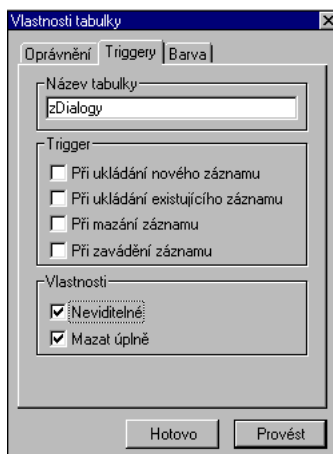 Vlastnosti tabulky
Oprávnění Triggery Barva
Název tabulky
zDialogy
Trigger
Při ukládání nového záznamu
Při ukládání existujícího záznamu
Při mazání záznamu
Při zavádění záznamu
Vlastnosti
Neviditelné
Mazat úplně
Hotovo Provést